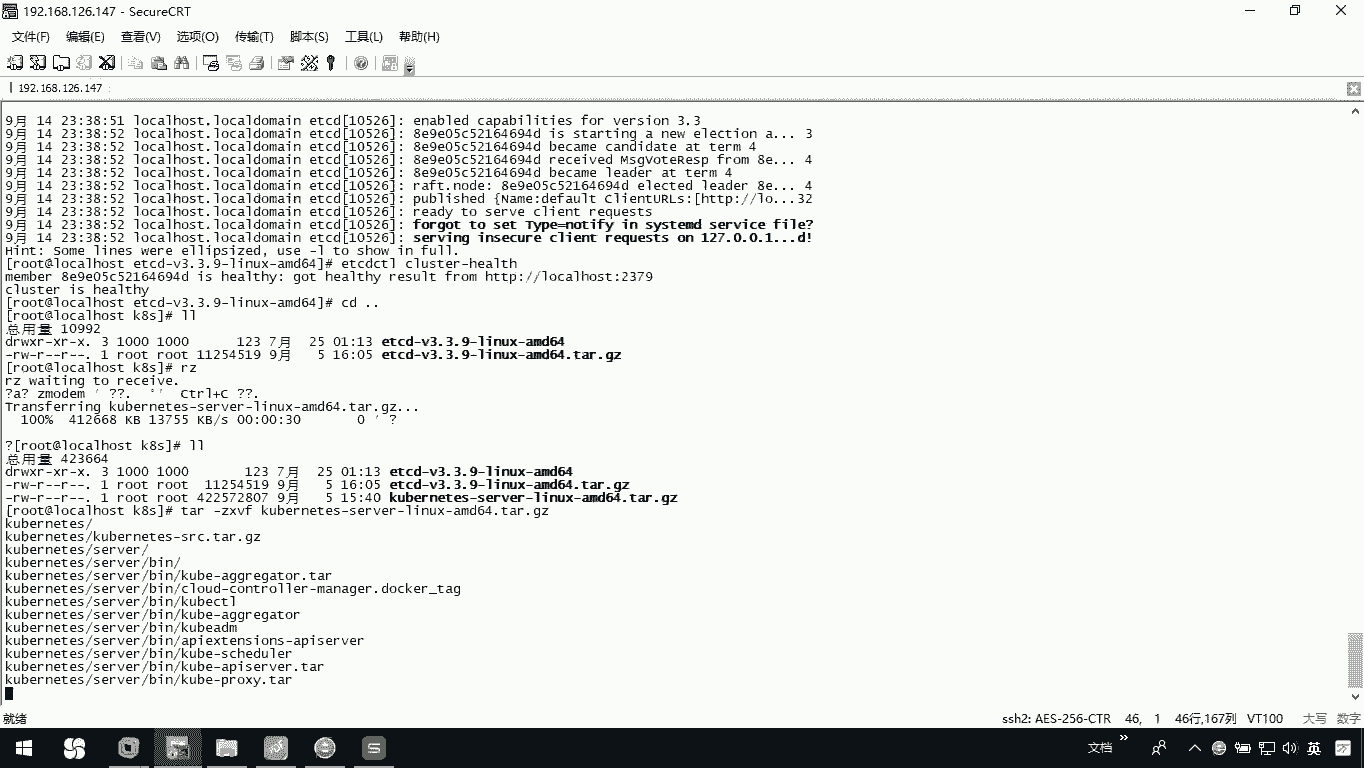 192.168.126.147 - SecureCRT
文件(F) 编辑(E) 查看(V) 选项(O) 传输(T) 脚本(S) 工具(L) 帮助(H)
192.168.126.147
9月 14 23:38:51 localhost.localdomain etcd[10526]: enabled capabilities for version 3.3
9月 14 23:38:52 localhost.localdomain etcd[10526]: 8e9e05c52164694d is starting a new election a... 3
9月 14 23:38:52 localhost.localdomain etcd[10526]: 8e9e05c52164694d became candidate at term 4
9月 14 23:38:52 localhost.localdomain etcd[10526]: 8e9e05c52164694d received MsgVoteResp from 8e... 4
9月 14 23:38:52 localhost.localdomain etcd[10526]: 8e9e05c52164694d became leader at term 4
9月 14 23:38:52 localhost.localdomain etcd[10526]: raft.node: 8e9e05c52164694d elected leader 8e... 4
9月 14 23:38:52 localhost.localdomain etcd[10526]: published {Name:default ClientURLs:[http://lo...32
9月 14 23:38:52 localhost.localdomain etcd[10526]: ready to serve client requests
9月 14 23:38:52 localhost.localdomain etcd[10526]: forgot to set Type=notify in systemd service file?
9月 14 23:38:52 localhost.localdomain etcd[10526]: serving insecure client requests on 127.0.0.1...d!
Hint: Some lines were ellipsized, use -l to show in full.
[root@localhost etcd-v3.3.9-linux-amd64]# etcdctl cluster-health
member 8e9e05c52164694d is healthy: got healthy result from http://localhost:2379
cluster is healthy
[root@localhost etcd-v3.3.9-linux-amd64]# cd ..
[root@localhost k8s]# ll
总用量 10992
drwxr-xr-x. 3 1000 1000 123 7月 25 01:13 etcd-v3.3.9-linux-amd64
-rw-r--r--. 1 root root 11254519 9月 5 16:05 etcd-v3.3.9-linux-amd64.tar.gz
[root@localhost k8s]# rz
rz waiting to receive.
?a? zmodem ′ ??. °′ Ctrl+C ??.
Transferring kubernetes-server-linux-amd64.tar.gz...
100% 412668 KB 13755 KB/s 00:00:30 0 ′ ?
?[root@localhost k8s]# ll
总用量 423664
drwxr-xr-x. 3 1000 1000 123 7月 25 01:13 etcd-v3.3.9-linux-amd64
-rw-r--r--. 1 root root 11254519 9月 5 16:05 etcd-v3.3.9-linux-amd64.tar.gz
-rw-r--r--. 1 root root 422572807 9月 5 15:40 kubernetes-server-linux-amd64.tar.gz
[root@localhost k8s]# tar -zxvf kubernetes-server-linux-amd64.tar.gz
kubernetes/
kubernetes/kubernetes-src.tar.gz
kubernetes/server/
kubernetes/server/bin/
kubernetes/server/bin/kube-aggregator.tar
kubernetes/server/bin/cloud-controller-manager.docker_tag
kubernetes/server/bin/kubectl
kubernetes/server/bin/kube-aggregator
kubernetes/server/bin/kubeadm
kubernetes/server/bin/apiextensions-apiserver
kubernetes/server/bin/kube-scheduler
kubernetes/server/bin/kube-apiserver.tar
kubernetes/server/bin/kube-proxy.tar
就绪 ssh2: AES-256-CTR 46, 1 46行,167列 VT100 大写 数字
文档 英